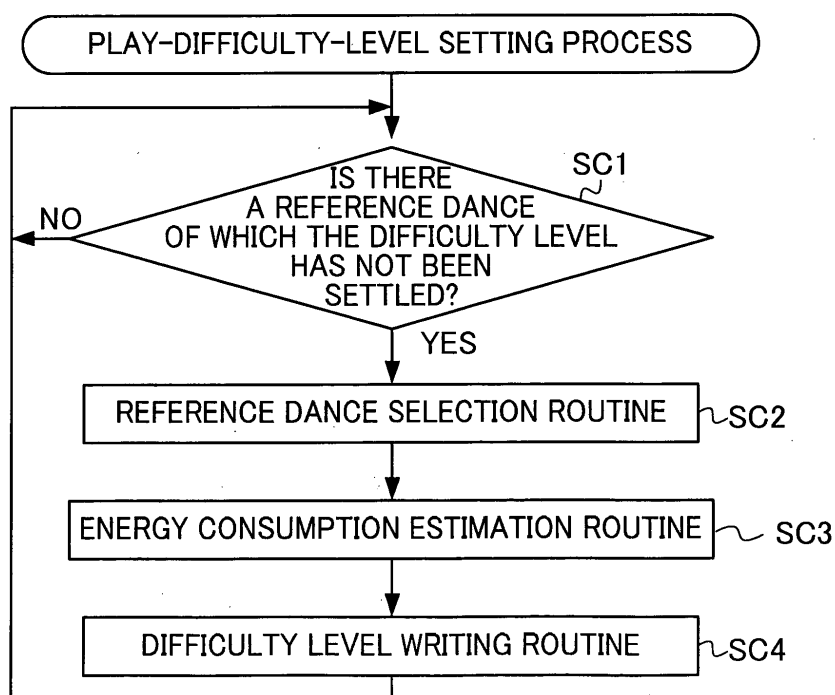 PLAY-DIFFICULTY-LEVEL SETTING PROCESS
SC1
IS THERE
A REFERENCE DANCE
OF WHICH THE DIFFICULTY LEVEL
HAS NOT BEEN
SETTLED?
NO
YES
REFERENCE DANCE SELECTION ROUTINE
SC2
ENERGY CONSUMPTION ESTIMATION ROUTINE
SC3
DIFFICULTY LEVEL WRITING ROUTINE
SC4